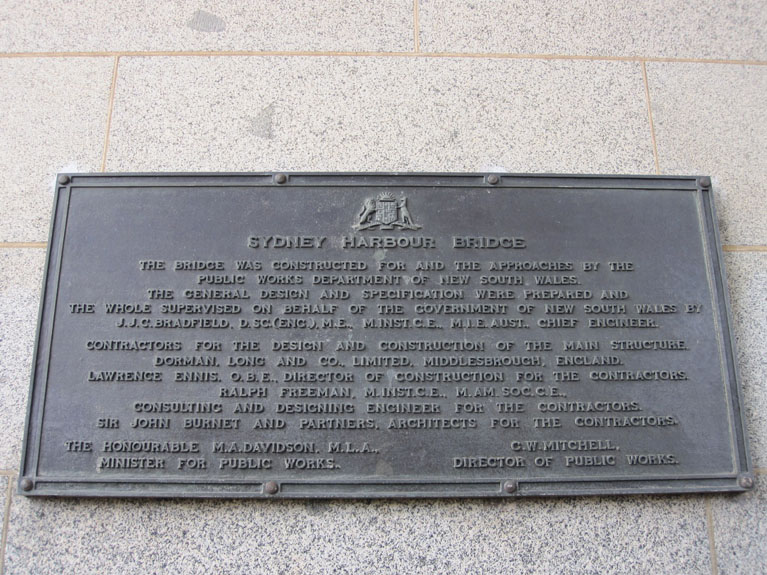 SYDNEY HARBOUR BRIDGE
THE BRIDGE WAS CONSTRUCTED FOR AND THE APPROACHES BY THE
PUBLIC WORKS DEPARTMENT OF NEW SOUTH WALES.
THE GENERAL DESIGN AND SPECIFICATION WERE PREPARED AND
THE WHOLE SUPERVISED ON BEHALF OF THE GOVERNMENT OF NEW SOUTH WALES BY
J.J.C. BRADFIELD, D.SC.(ENG.), M.E., M.INST.C.E., M.I.E.AUST., CHIEF ENGINEER.
CONTRACTORS FOR THE DESIGN AND CONSTRUCTION OF THE MAIN STRUCTURE.
DORMAN, LONG AND CO., LIMITED, MIDDLESBROUGH, ENGLAND.
LAWRENCE ENNIS, O.B.E., DIRECTOR OF CONSTRUCTION FOR THE CONTRACTORS.
RALPH FREEMAN, M.INST.C.E., M.AM.SOC.C.E.,
CONSULTING AND DESIGNING ENGINEER FOR THE CONTRACTORS.
SIR JOHN BURNET AND PARTNERS, ARCHITECTS FOR THE CONTRACTORS.
THE HONOURABLE M.A. DAVIDSON, M.L.A., C.W. MITCHELL,
MINISTER FOR PUBLIC WORKS. DIRECTOR OF PUBLIC WORKS.